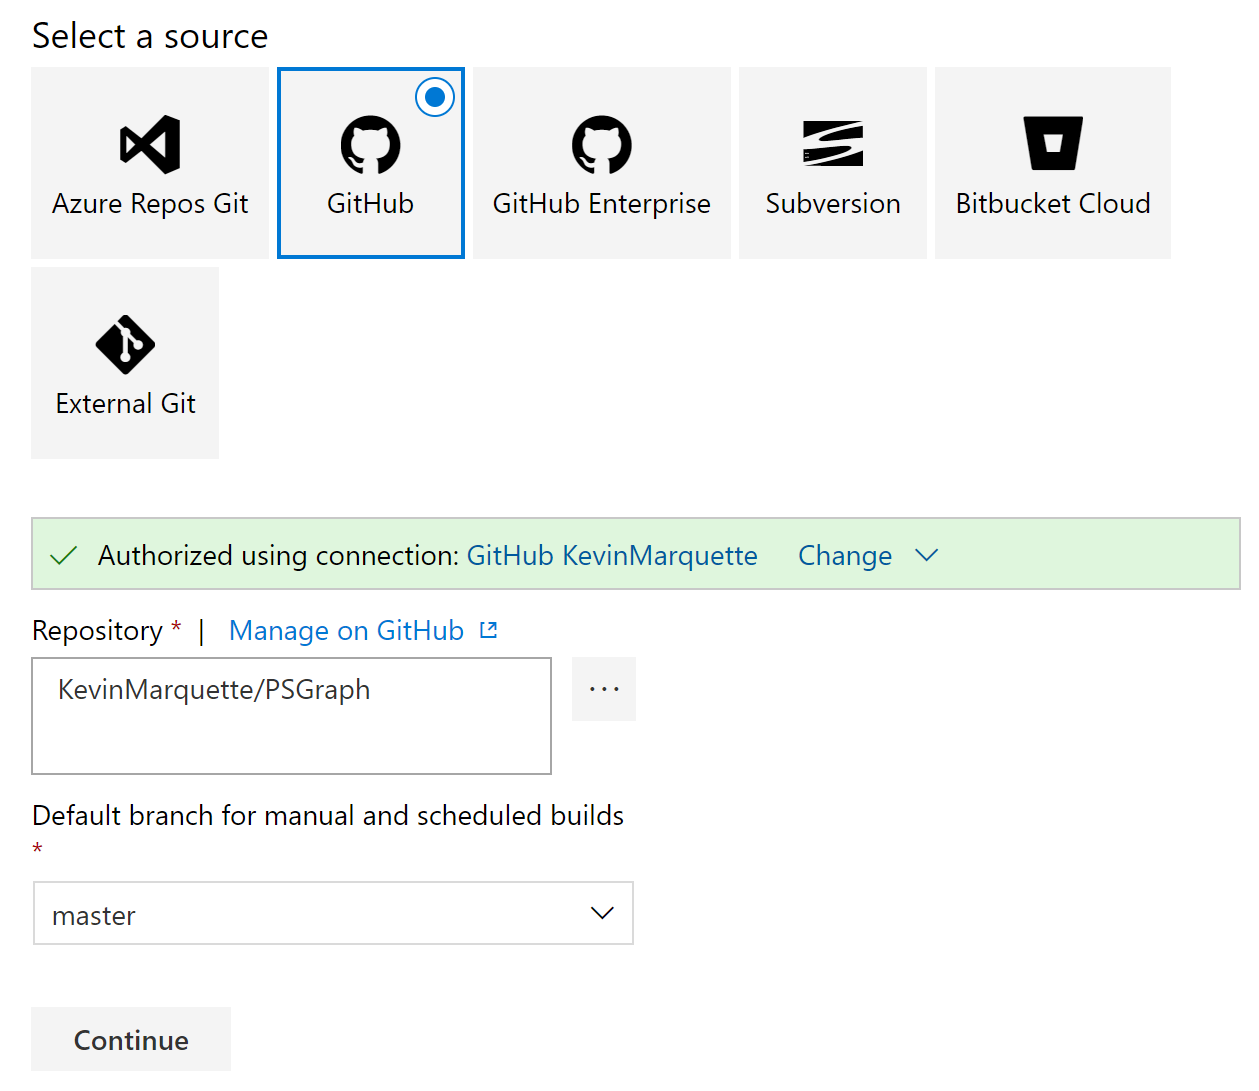 Select a source
Azure Repos Git
GitHub
GitHub Enterprise
Subversion
Bitbucket Cloud
External Git
Authorized using connection: GitHub KevinMarquette Change
Repository * | Manage on GitHub
KevinMarquette/PSGraph
...
Default branch for manual and scheduled builds
*
master
Continue